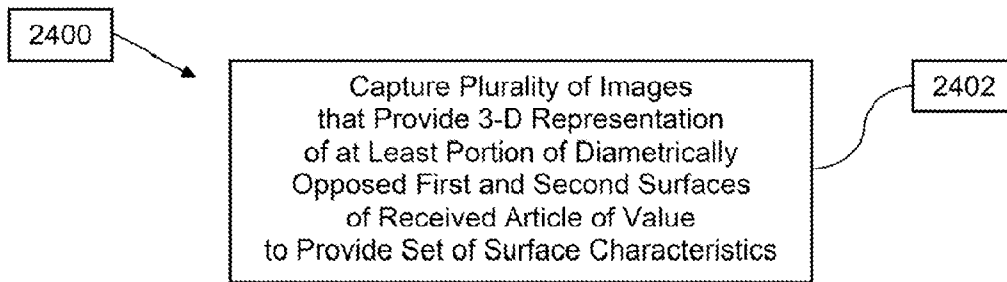 2400
Capture Plurality of Images
that Provide 3-D Representation
of at Least Portion of Diametrically
Opposed First and Second Surfaces
of Received Article of Value
to Provide Set of Surface Characteristics
2402